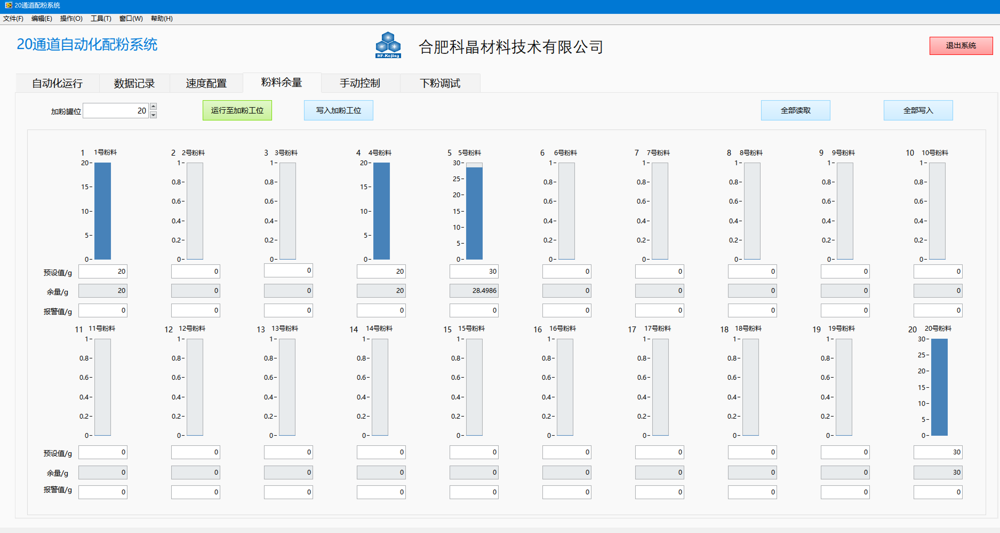 20通道配粉系统
文件(F) 编辑(E) 操作(O) 工具(T) 窗口(W) 帮助(H)
20通道自动化配粉系统
HF-Kejing
合肥科晶材料技术有限公司
退出系统
自动化运行 数据记录 速度配置 粉料余量 手动控制 下粉调试
加粉罐位 20 运行至加粉工位 写入加粉工位 全部读取 全部写入
1 1号粉料 2 2号粉料 3 3号粉料 4 4号粉料 5 5号粉料 6 6号粉料 7 7号粉料 8 8号粉料 9 9号粉料 10 10号粉料
20 1 1 20 30 1 1 1 1 1
25
0.8 0.8 0.8 0.8 0.8 0.8 0.8
15 15
20
0.6 0.6 0.6 0.6 0.6 0.6 0.6
10 10 15
0.4 0.4 0.4 0.4 0.4 0.4 0.4
10
5 5
0.2 0.2 0.2 0.2 0.2 0.2 0.2
5
0 0 0 0 0 0 0 0 0 0
预设值/g 20 0 0 20 30 0 0 0 0 0
余量/g 20 0 0 20 28.4986 0 0 0 0 0
报警值/g 0 0 0 0 0 0 0 0 0 0
11 11号粉料 12 12号粉料 13 13号粉料 14 14号粉料 15 15号粉料 16 16号粉料 17 17号粉料 18 18号粉料 19 19号粉料 20 20号粉料
1 1 1 1 1 1 1 1 1 30
25
0.8 0.8 0.8 0.8 0.8 0.8 0.8 0.8 0.8
20
0.6 0.6 0.6 0.6 0.6 0.6 0.6 0.6 0.6
15
0.4 0.4 0.4 0.4 0.4 0.4 0.4 0.4 0.4
10
0.2 0.2 0.2 0.2 0.2 0.2 0.2 0.2 0.2
5
0 0 0 0 0 0 0 0 0 0
预设值/g 0 0 0 0 0 0 0 0 0 30
余量/g 0 0 0 0 0 0 0 0 0 30
报警值/g 0 0 0 0 0 0 0 0 0 0